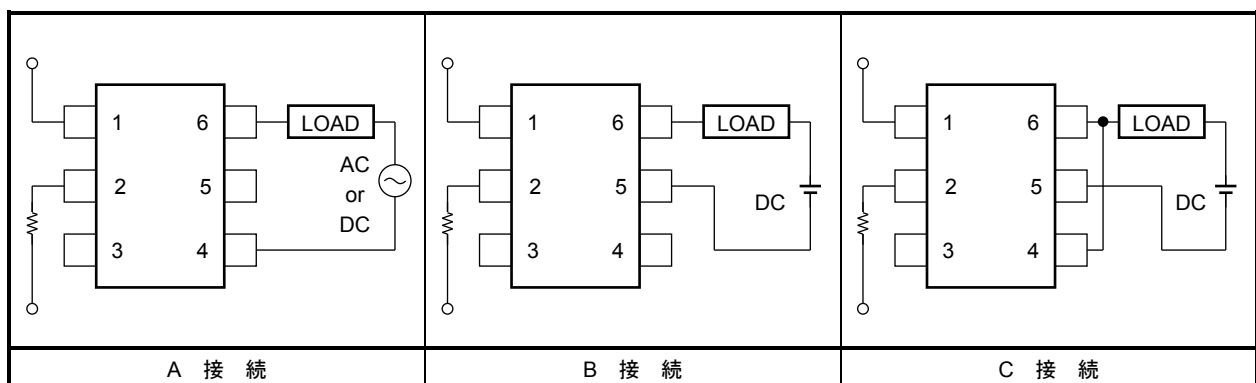 1 6 LOAD
2 5 AC or DC
3 4
A 接 続
1 6 LOAD
2 5 DC
3 4
B 接 続
1 6 LOAD
2 5 DC
3 4
C 接 続